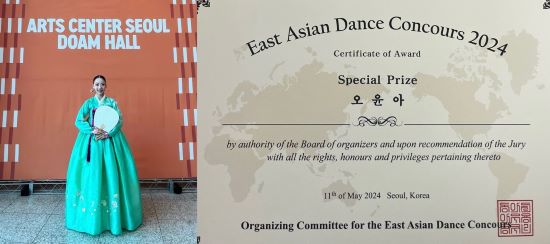 ARTS CENTER SEOUL
DOAM HALL
East Asian Dance Concours 2024
Certificate of Award
Special Prize
오 윤 아
by authority of the Board of organizers and upon recommendation of the Jury
with all the rights, honours and privileges pertaining thereto
11th of May 2024 Seoul, Korea
Organizing Committee for the East Asian Dance Concours